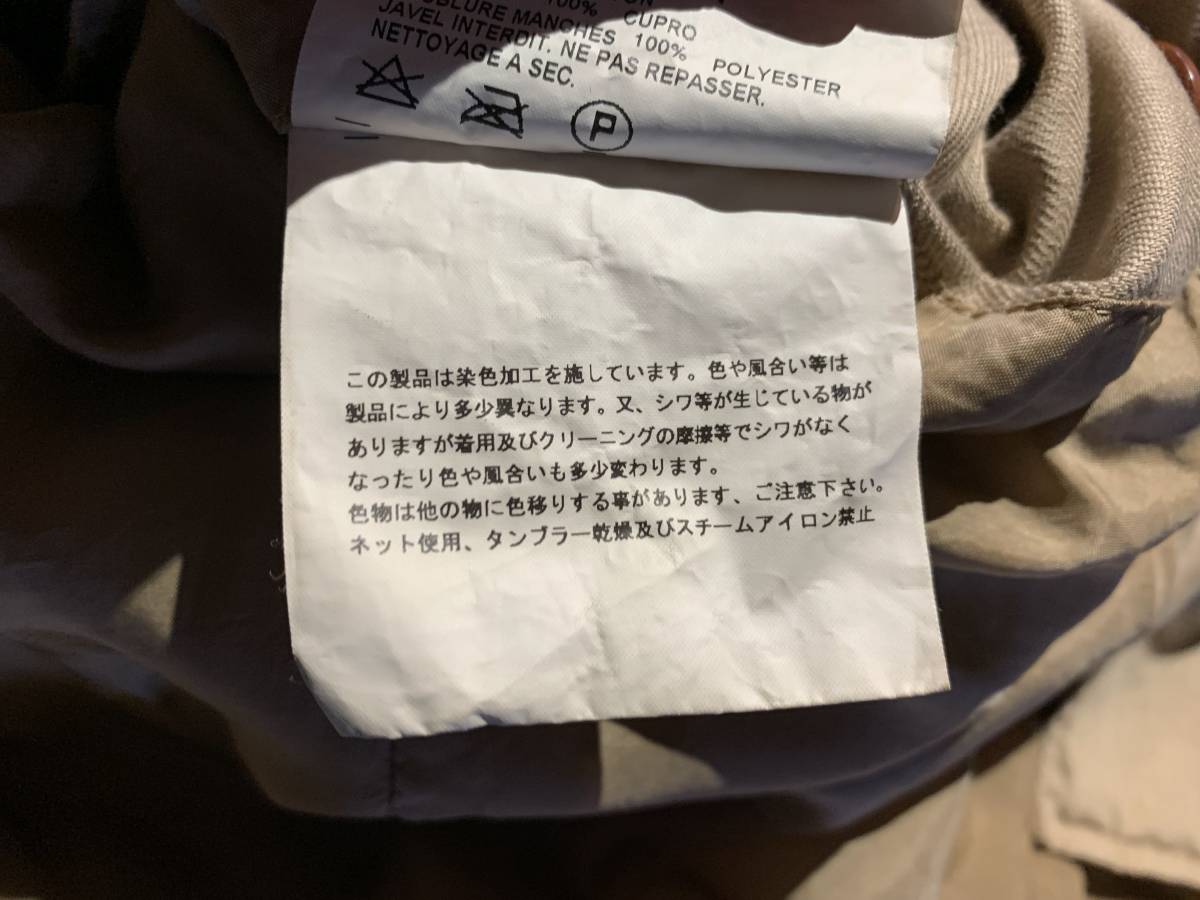 100% CUPRO
DOUBLURE MANCHES 100% POLYESTER
JAVEL INTERDIT. NE PAS REPASSER.
NETTOYAGE A SEC.
P
この製品は染色加工を施しています。色や風合い等は
製品により多少異なります。又、シワ等が生じている物が
ありますが着用及びクリーニングの摩擦等でシワがなく
なったり色や風合いも多少変わります。
色物は他の物に色移りする事があります、ご注意下さい。
ネット使用、タンブラー乾燥及びスチームアイロン禁止